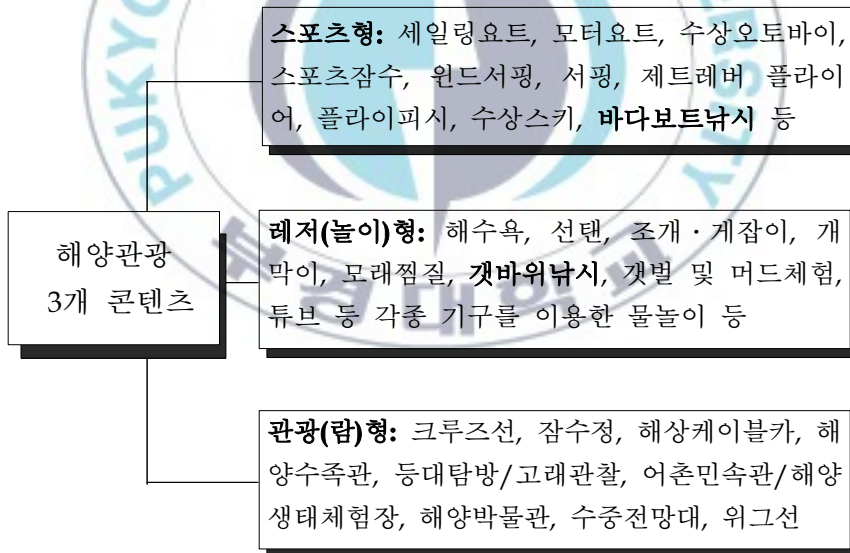 스포츠형: 세일링요트, 모터요트, 수상오토바이,
스포츠잠수, 윈드서핑, 서핑, 제트레버 플라이
어, 플라이피시, 수상스키, 바다보트낚시 등
해양관광
3개 콘텐츠
레저(놀이)형: 해수욕, 선탠, 조개·게잡이, 개
막이, 모래찜질, 갯바위낚시, 갯벌 및 머드체험,
튜브 등 각종 기구를 이용한 물놀이 등
관광(람)형: 크루즈선, 잠수정, 해상케이블카, 해
양수족관, 등대탐방/고래관찰, 어촌민속관/해양
생태체험장, 해양박물관, 수중전망대, 위그선